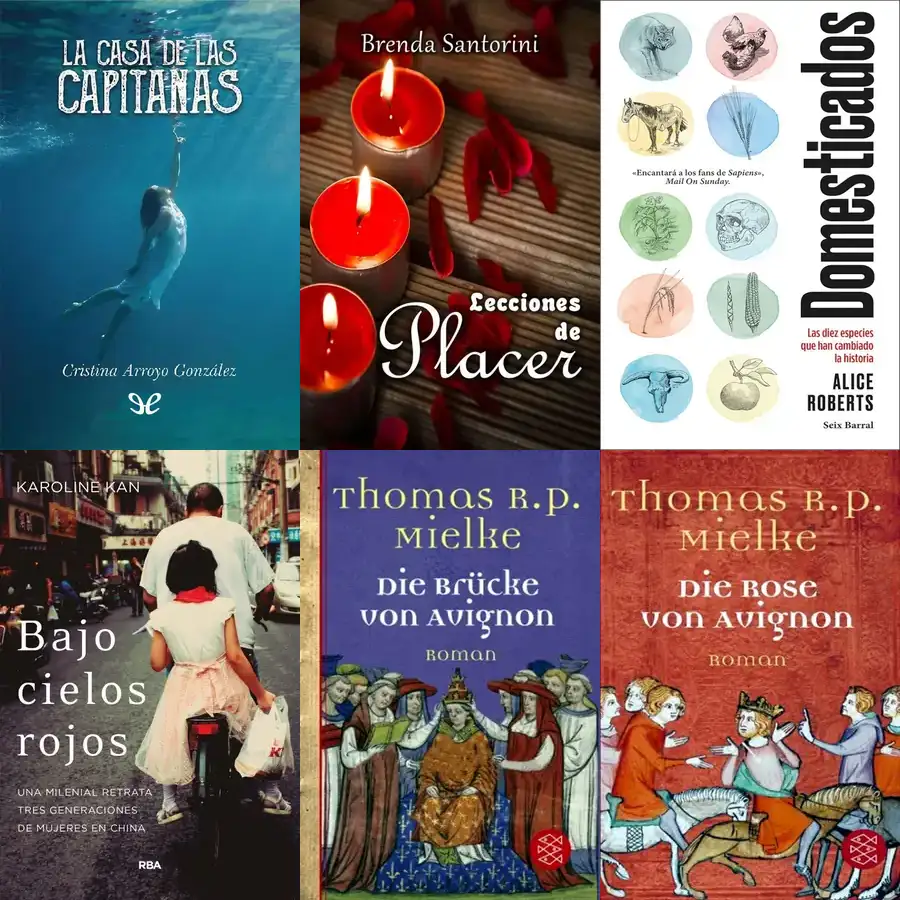 LA CASA DE LAS
CAPITANAS
Cristina Arroyo González
Brenda Santorini
Lecciones
de
Placer
Domesticados
«Encantará a los fans de Sapiens»,
Mail On Sunday.
Las diez especies
que han cambiado
la historia
ALICE
ROBERTS
Seix Barral
KAROLINE KAN
Bajo
cielos
rojos
UNA MILENIAL RETRATA
TRES GENERACIONES
DE MUJERES EN CHINA
RBA
Thomas R.p.
Mielke
Die Brücke
von Avignon
Roman
Thomas R.p.
Mielke
Die Rose
von Avignon
Roman